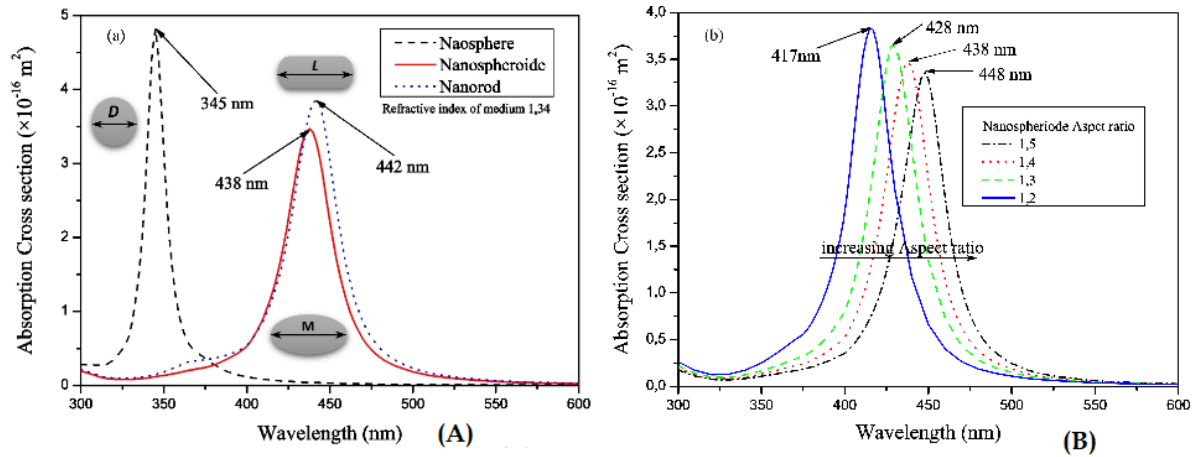 (a)
Naosphere
Nanospheroide
Nanorod
Refractive index of medium 1,34
L
D
M
345 nm
438 nm
442 nm
5
4
3
2
1
0
300 350 400 450 500 550 600
Absorption Cross section (×10⁻¹⁶ m²)
Wavelength (nm)
(A)
(b)
417nm
428 nm
438 nm
448 nm
Nanospheriode Aspct ratio
1,5
1,4
1,3
1,2
increasing Aspect ratio
4,0
3,5
3,0
2,5
2,0
1,5
1,0
0,5
0,0
300 350 400 450 500 550 600
Absorption Cross section (×10⁻¹⁶ m²)
Wavelength (nm)
(B)